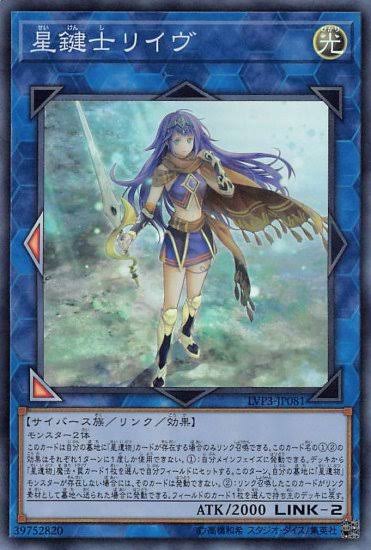 星鍵士リイヴ
光
LVP3-JP081
【サイバース族／リンク／効果】
モンスター２体
このカードは自分の墓地に「星遺物」カードが存在する場合のみリンク召喚できる。このカード名の①②の
効果はそれぞれ１ターンに１度しか使用できない。①：自分メインフェイズに発動できる。デッキから
「星遺物」魔法・罠カード１枚を選んで自分フィールドにセットする。このターン、自分の墓地に「星遺物」
モンスターが存在しない場合には、そのカードは発動できない。②：リンク召喚したこのカードがリンク
素材として墓地へ送られた場合に発動できる。フィールドのカード１枚を選んで持ち主のデッキに戻す。
ATK/2000 LINK-2
39752820
©高橋和希 スタジオ・ダイス/集英社